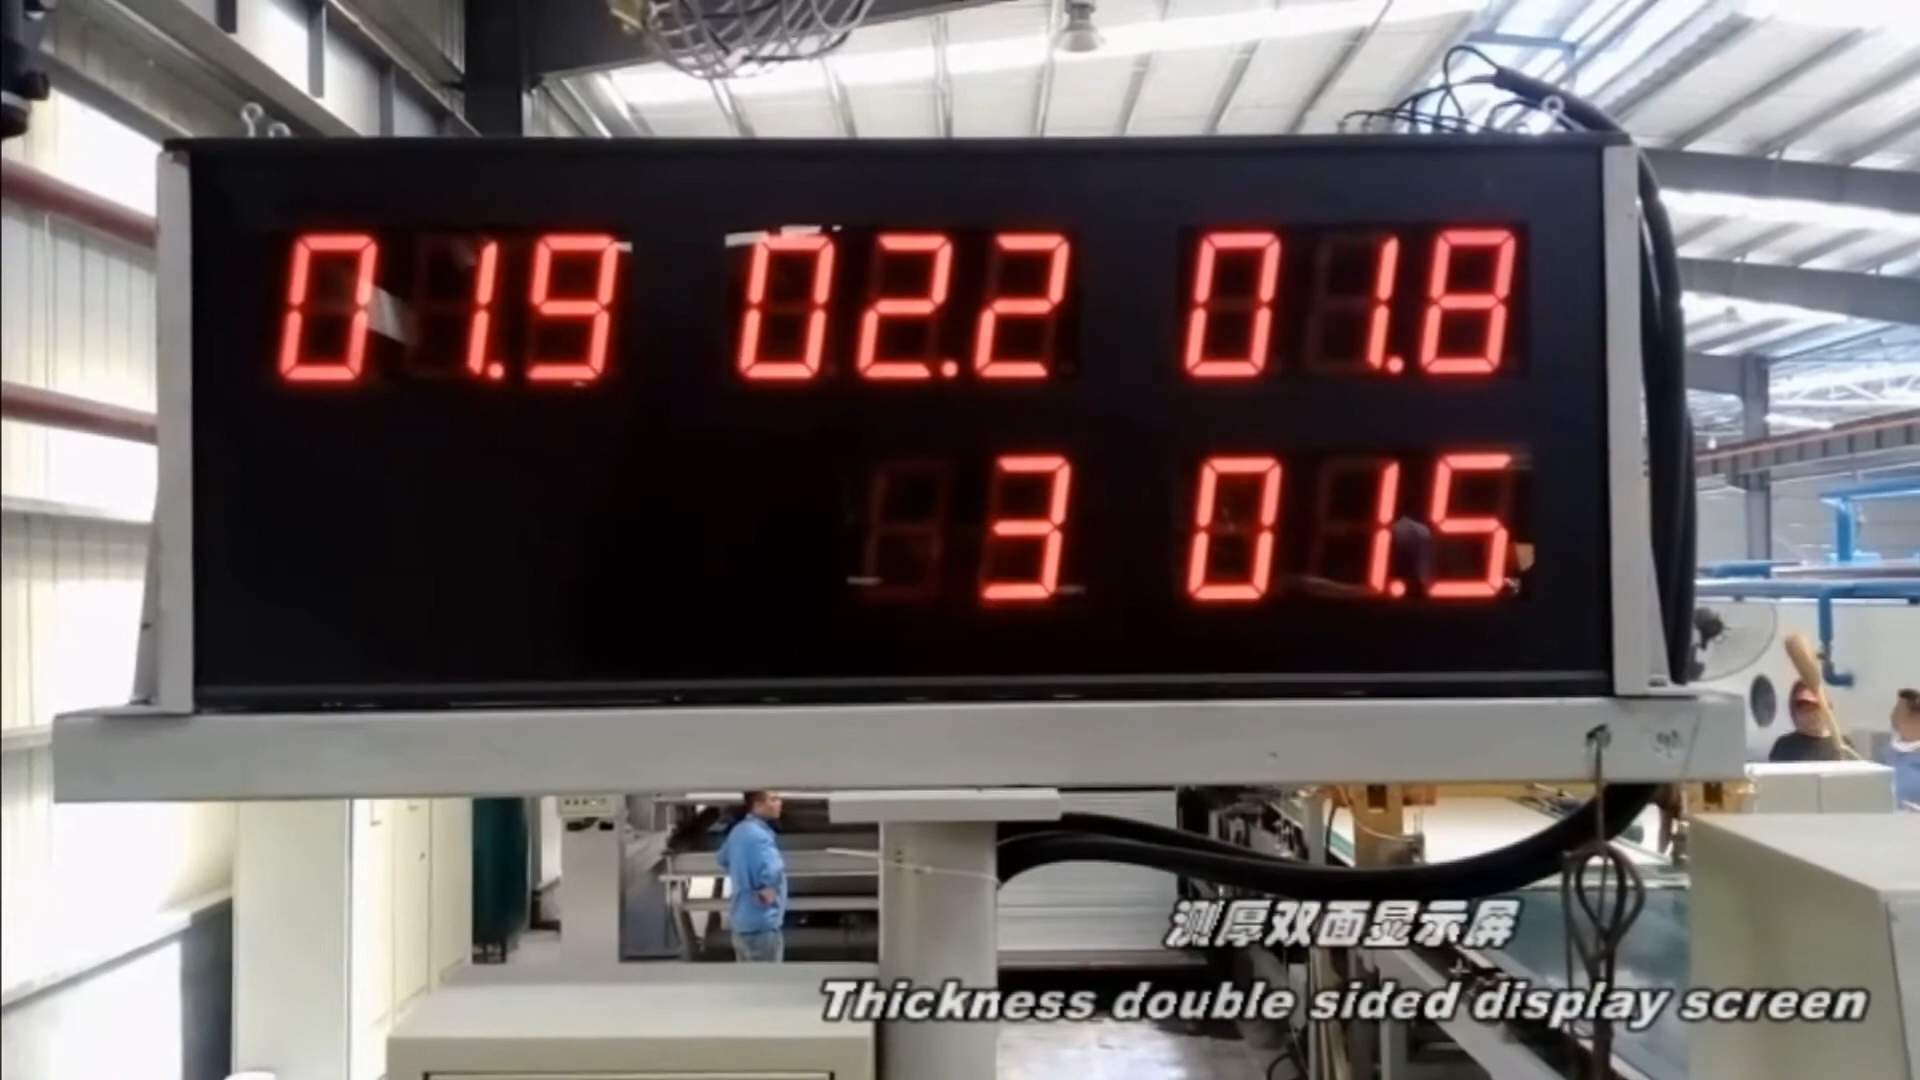 01.9 02.2 01.8
3 01.5
测厚双面显示屏
Thickness double sided display screen